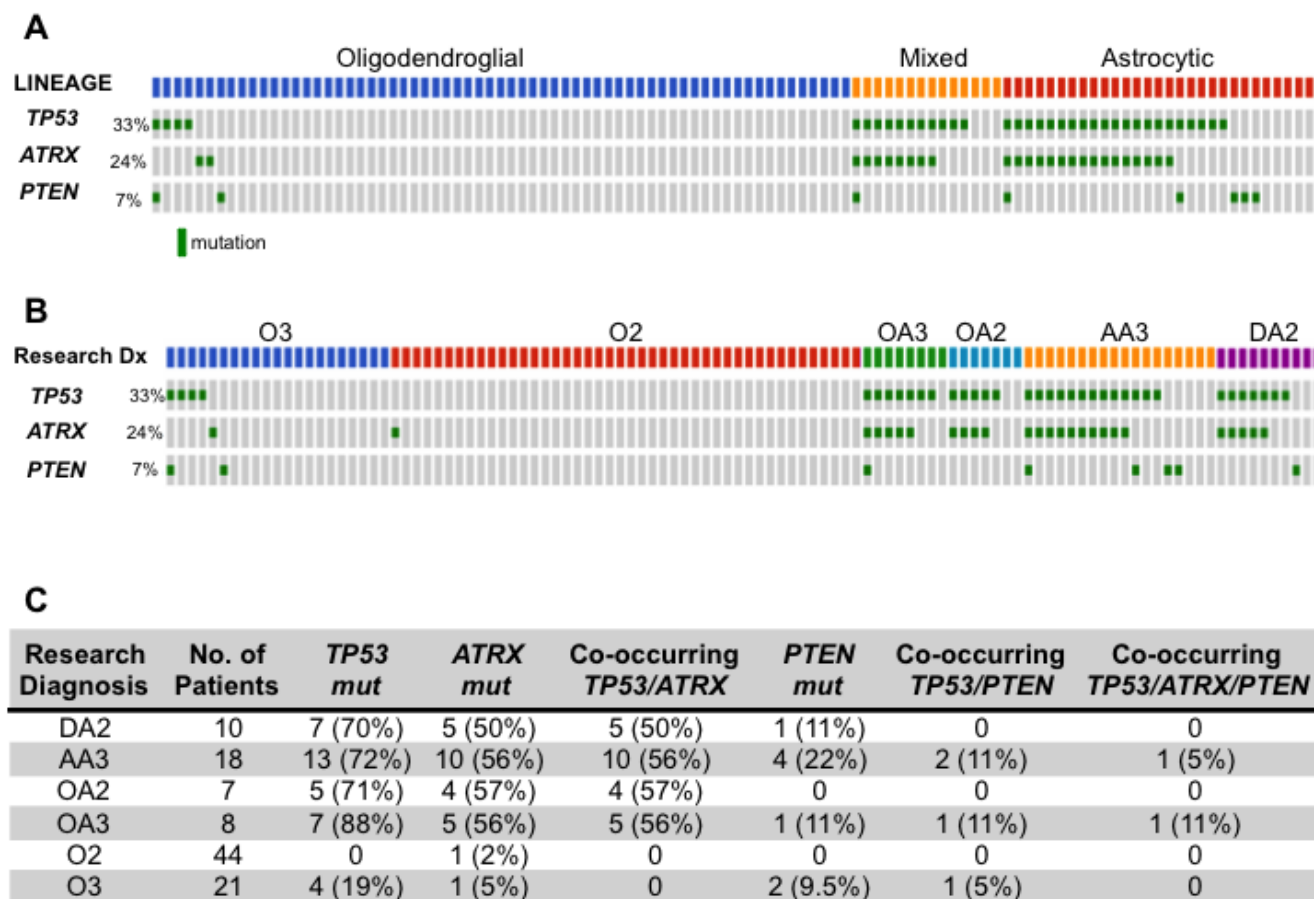 A
Oligodendroglial Mixed Astrocytic
LINEAGE
TP53 33%
ATRX 24%
PTEN 7%
mutation
B
O3 O2 OA3 OA2 AA3 DA2
Research Dx
TP53 33%
ATRX 24%
PTEN 7%
C
Research No. of TP53 ATRX Co-occurring PTEN Co-occurring Co-occurring
Diagnosis Patients mut mut TP53/ATRX mut TP53/PTEN TP53/ATRX/PTEN
DA2 10 7 (70%) 5 (50%) 5 (50%) 1 (11%) 0 0
AA3 18 13 (72%) 10 (56%) 10 (56%) 4 (22%) 2 (11%) 1 (5%)
OA2 7 5 (71%) 4 (57%) 4 (57%) 0 0 0
OA3 8 7 (88%) 5 (56%) 5 (56%) 1 (11%) 1 (11%) 1 (11%)
O2 44 0 1 (2%) 0 0 0 0
O3 21 4 (19%) 1 (5%) 0 2 (9.5%) 1 (5%) 0